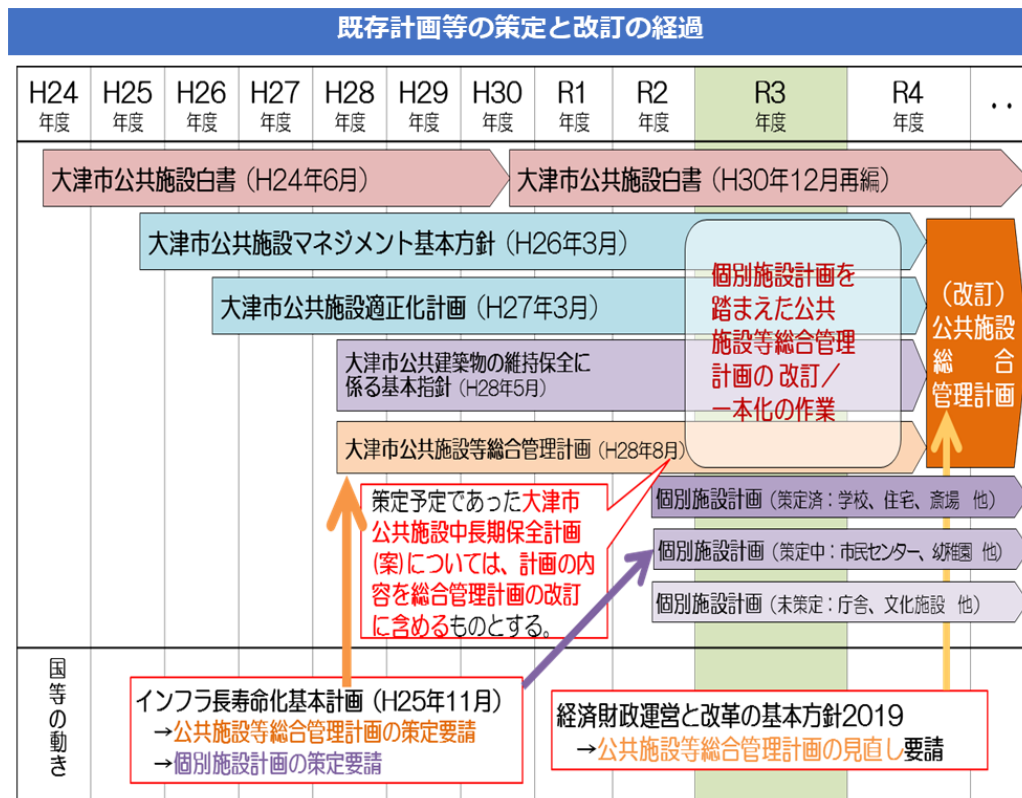 既存計画等の策定と改訂の経過
H24 H25 H26 H27 H28 H29 H30 R1 R2 R3 R4 ・・
年度 年度 年度 年度 年度 年度 年度 年度 年度 年度 年度
大津市公共施設白書（H24年6月） 大津市公共施設白書（H30年12月再編）
大津市公共施設マネジメント基本方針（H26年3月）
大津市公共施設適正化計画（H27年3月）
大津市公共建築物の維持保全に
係る基本指針（H28年5月）
大津市公共施設等総合管理計画（H28年8月）
個別施設計画を
踏まえた公共
施設等総合管理
計画の 改訂／
一本化の作業
（改訂）
公共施設
総　合
管理計画
策定予定であった大津市
公共施設中長期保全計画
(案)については、計画の内
容を総合管理計画の改訂
に含めるものとする。
個別施設計画（策定済：学校、住宅、斎場 他）
個別施設計画（策定中：市民センター、幼稚園 他）
個別施設計画（未策定：庁舎、文化施設 他）
国等の動き
インフラ長寿命化基本計画（H25年11月）
→公共施設等総合管理計画の策定要請
→個別施設計画の策定要請
経済財政運営と改革の基本方針2019
→公共施設等総合管理計画の見直し要請